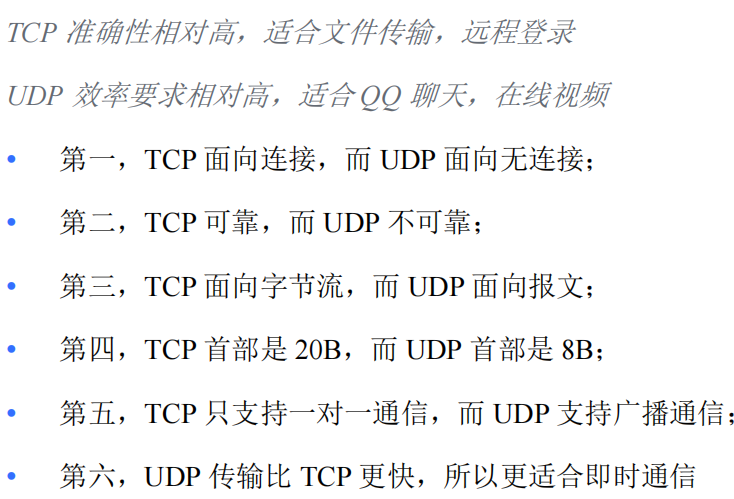 TCP 准确性相对高，适合文件传输，远程登录
UDP 效率要求相对高，适合 QQ 聊天，在线视频
• 第一，TCP 面向连接，而 UDP 面向无连接；
• 第二，TCP 可靠，而 UDP 不可靠；
• 第三，TCP 面向字节流，而 UDP 面向报文；
• 第四，TCP 首部是 20B，而 UDP 首部是 8B；
• 第五，TCP 只支持一对一通信，而 UDP 支持广播通信；
• 第六，UDP 传输比 TCP 更快，所以更适合即时通信